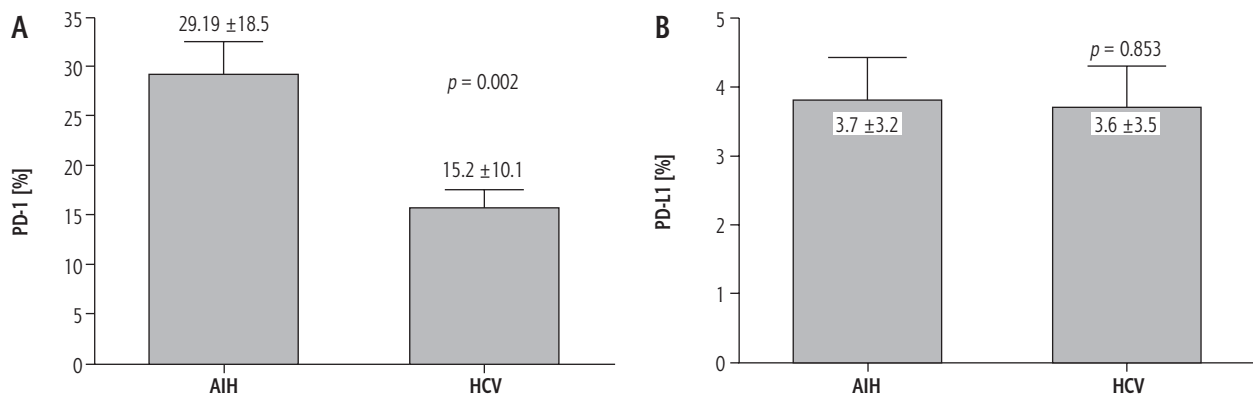 A
PD-1 [%]
35
30
25
20
15
10
5
0
29.19 ±18.5
p = 0.002
15.2 ±10.1
AIH
HCV
B
PD-L1 [%]
5
4
3
2
1
0
p = 0.853
3.7 ±3.2
3.6 ±3.5
AIH
HCV